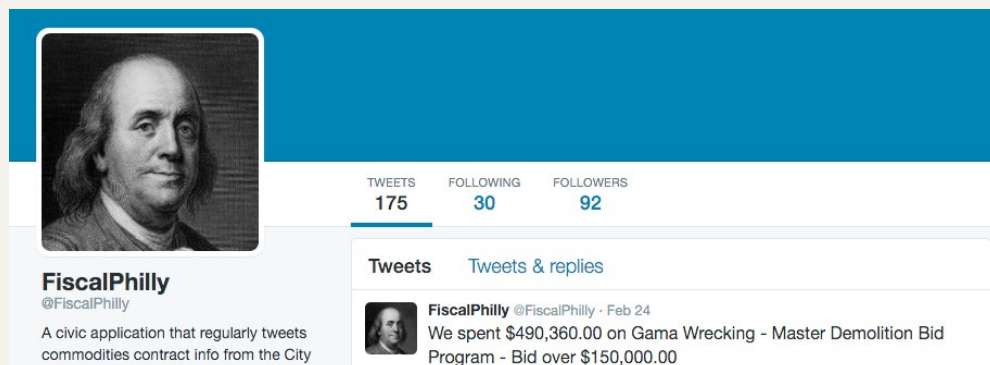 TWEETS FOLLOWING FOLLOWERS
175 30 92
FiscalPhilly
@FiscalPhilly
A civic application that regularly tweets
commodities contract info from the City
Tweets Tweets & replies
FiscalPhilly @FiscalPhilly · Feb 24
We spent $490,360.00 on Gama Wrecking - Master Demolition Bid
Program - Bid over $150,000.00